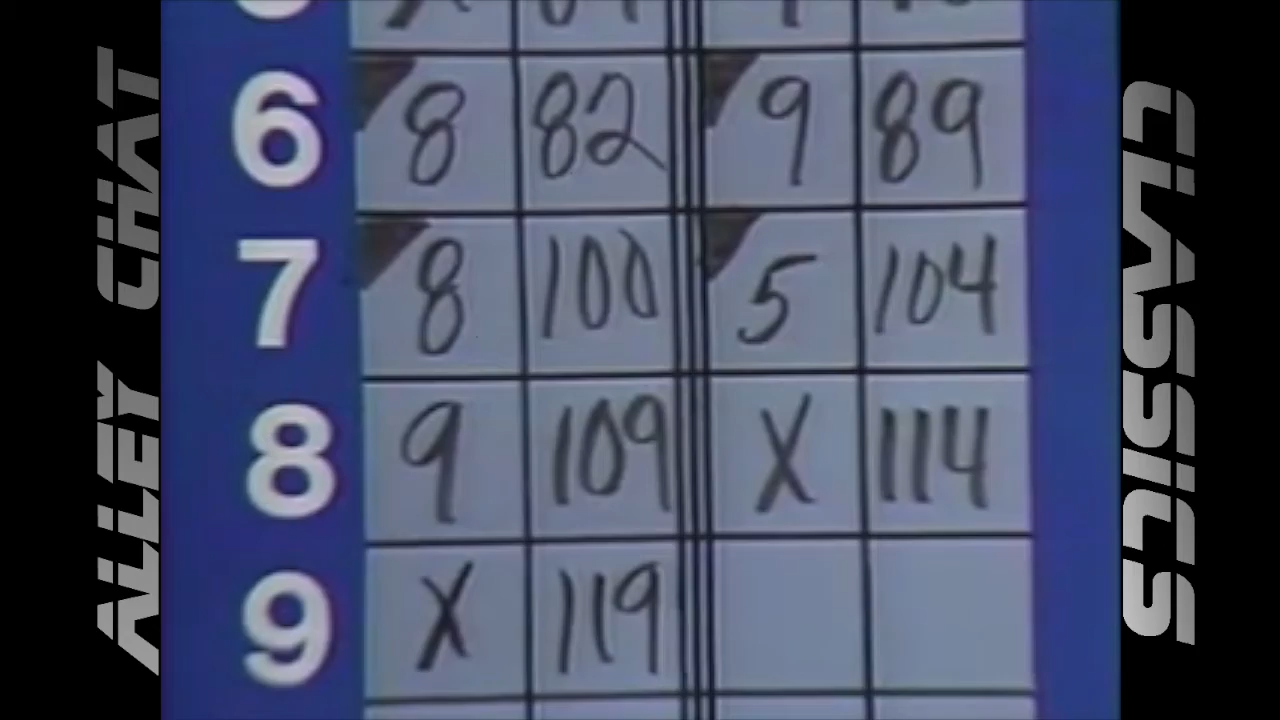 ALLEY CHAT
6 8 82 9 89
7 8 100 5 104
8 9 109 X 114
9 X 119
CLASSICS